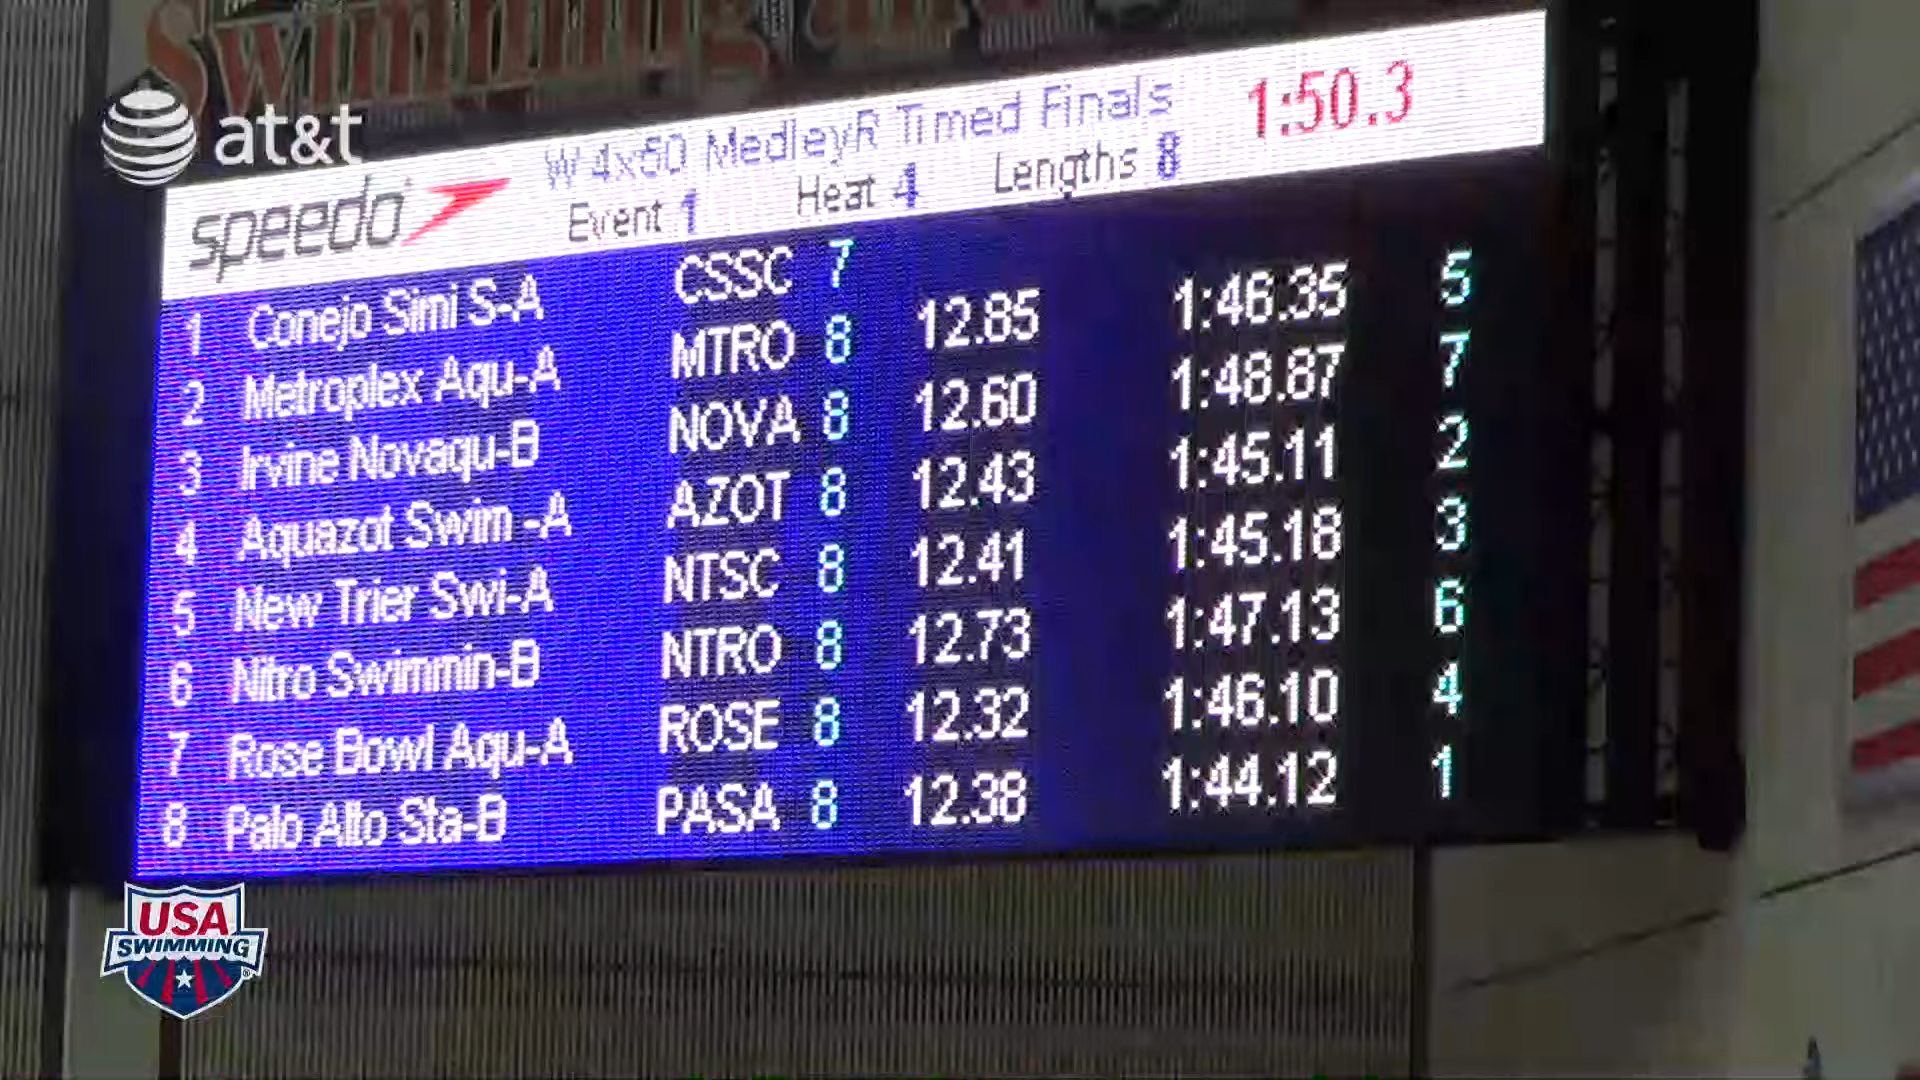 Swimming
at&t
W 4x50 MedleyR Timed Finals 1:50.3
speedo Event 1 Heat 4 Lengths 8
1 Conejo Simi S-A CSSC 7
2 Metroplex Aqu-A MTRO 8 12.85 1:46.35 5
3 Irvine Novaqu-B NOVA 8 12.60 1:48.87 7
4 Aquazot Swim -A AZOT 8 12.43 1:45.11 2
5 New Trier Swi-A NTSC 8 12.41 1:45.18 3
6 Nitro Swimmin-B NTRO 8 12.73 1:47.13 6
7 Rose Bowl Aqu-A ROSE 8 12.32 1:46.10 4
8 Palo Alto Sta-B PASA 8 12.38 1:44.12 1
USA
SWIMMING